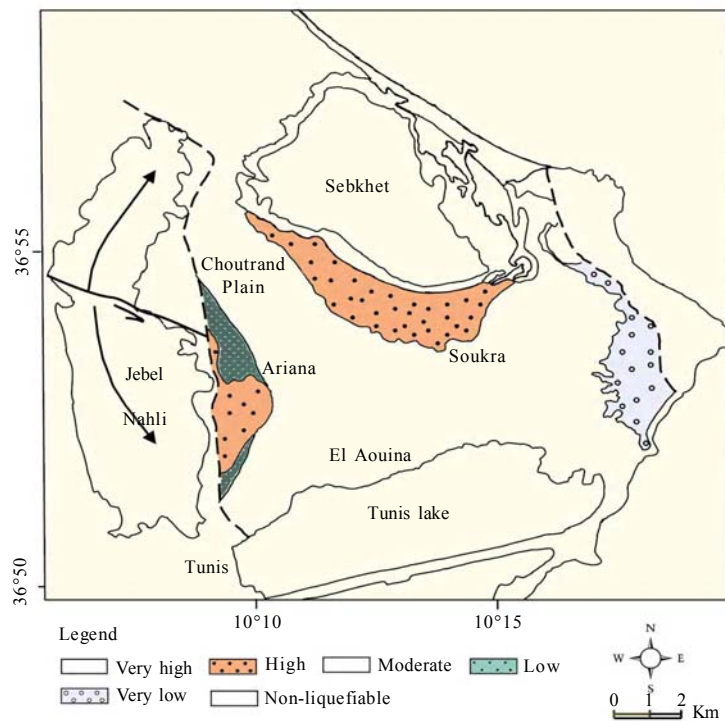 Sebkhet
36°55
Choutrand
Plain
Soukra
Ariana
Jebel
Nahli
El Aouina
Tunis lake
Tunis
36°50
10°10
10°15
Legend
Very high
High
Moderate
Low
Very low
Non-liquefiable
N
W
E
S
0 1 2
Km